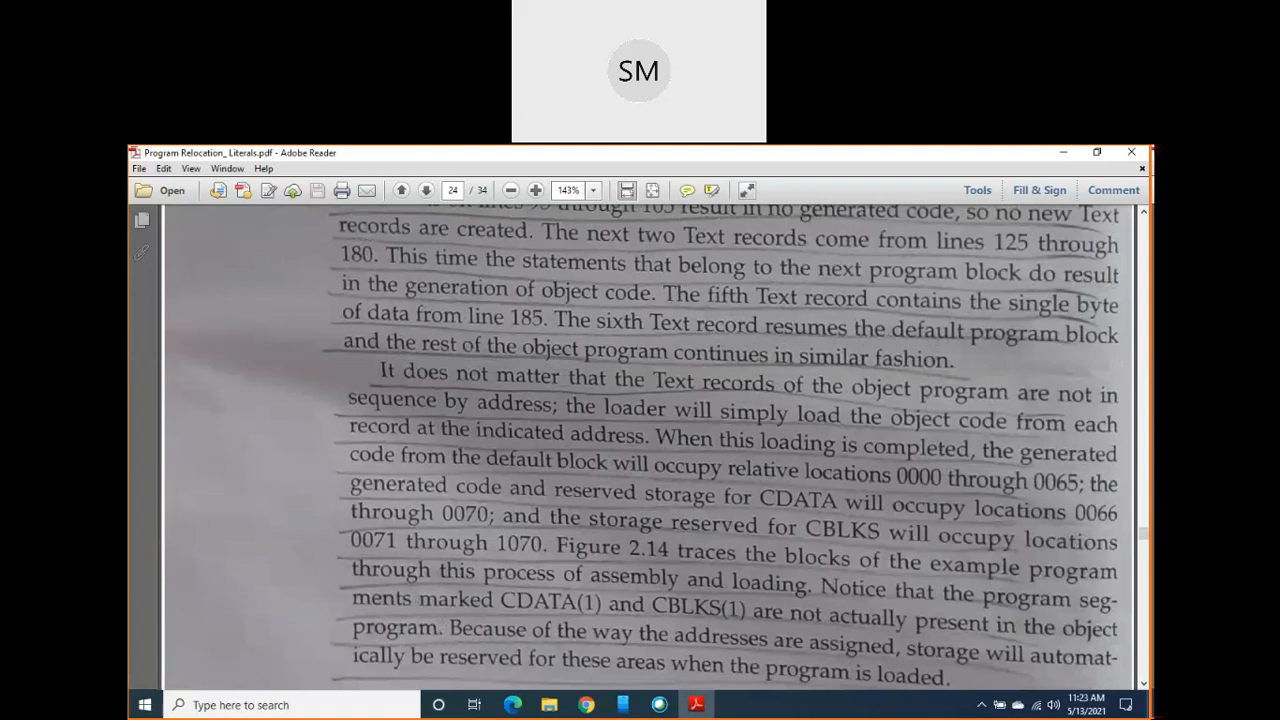 SM
Program Relocation_ Literals.pdf - Adobe Reader
File Edit View Window Help
Open 24 / 34 143% Tools Fill & Sign Comment
through 105 result in no generated code, so no new Text
records are created. The next two Text records come from lines 125 through
180. This time the statements that belong to the next program block do result
in the generation of object code. The fifth Text record contains the single byte
of data from line 185. The sixth Text record resumes the default program block
and the rest of the object program continues in similar fashion.
It does not matter that the Text records of the object program are not in
sequence by address; the loader will simply load the object code from each
record at the indicated address. When this loading is completed, the generated
code from the default block will occupy relative locations 0000 through 0065; the
generated code and reserved storage for CDATA will occupy locations 0066
through 0070; and the storage reserved for CBLKS will occupy locations
0071 through 1070. Figure 2.14 traces the blocks of the example program
through this process of assembly and loading. Notice that the program seg-
ments marked CDATA(1) and CBLKS(1) are not actually present in the object
program. Because of the way the addresses are assigned, storage will automat-
ically be reserved for these areas when the program is loaded.
Type here to search
11:23 AM
5/13/2021